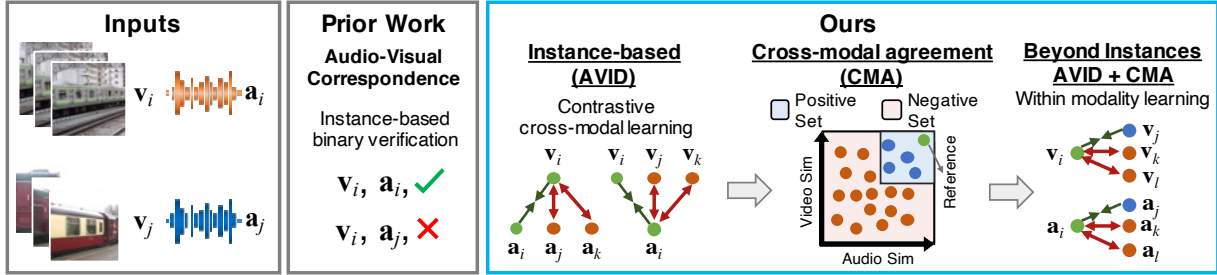 Inputs
v_i
a_i
v_j
a_j
Prior Work
Audio-Visual
Correspondence
Instance-based
binary verification
v_i, a_i, ✓
v_i, a_j, ✗
Ours
Instance-based
(AVID)
Contrastive
cross-modal learning
v_i v_i v_j v_k
a_i a_j a_k a_i
Cross-modal agreement
(CMA)
Positive
Set
Negative
Set
Video Sim
Audio Sim
Reference
Beyond Instances
AVID + CMA
Within modality learning
v_i
v_j
v_k
v_l
a_i
a_j
a_k
a_l